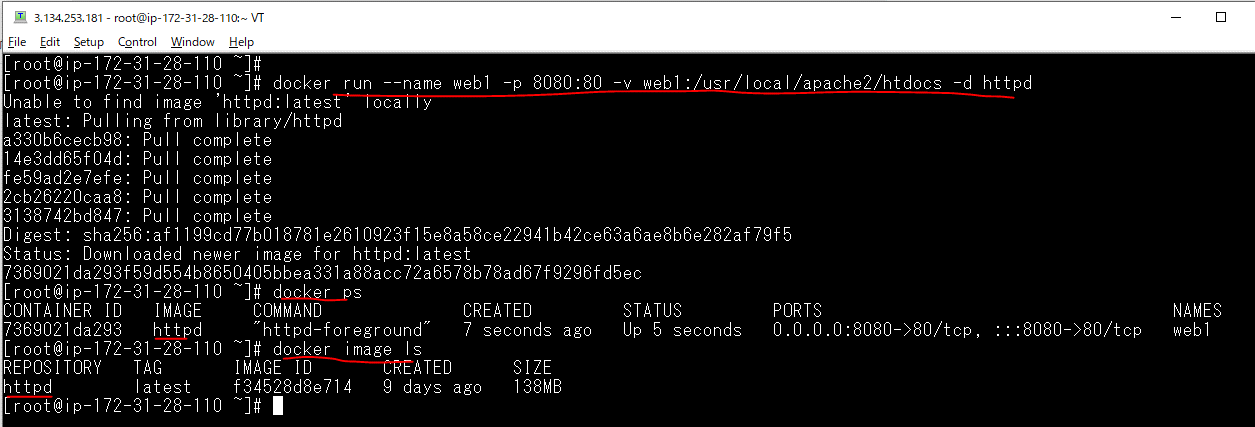 3.134.253.181 - root@ip-172-31-28-110:~ VT
File Edit Setup Control Window Help
[root@ip-172-31-28-110 ~]#
[root@ip-172-31-28-110 ~]# docker run --name web1 -p 8080:80 -v web1:/usr/local/apache2/htdocs -d httpd
Unable to find image 'httpd:latest' locally
latest: Pulling from library/httpd
a330b6cecb98: Pull complete
14e3dd65f04d: Pull complete
fe59ad2e7efe: Pull complete
2cb26220caa8: Pull complete
3138742bd847: Pull complete
Digest: sha256:af1199cd77b018781e2610923f15e8a58ce22941b42ce63a6ae8b6e282af79f5
Status: Downloaded newer image for httpd:latest
7369021da293f59d554b8650405bbea331a88acc72a6578b78ad67f9296fd5ec
[root@ip-172-31-28-110 ~]# docker ps
CONTAINER ID IMAGE COMMAND CREATED STATUS PORTS NAMES
7369021da293 httpd "httpd-foreground" 7 seconds ago Up 5 seconds 0.0.0.0:8080->80/tcp, :::8080->80/tcp web1
[root@ip-172-31-28-110 ~]# docker image ls
REPOSITORY TAG IMAGE ID CREATED SIZE
httpd latest f34528d8e714 9 days ago 138MB
[root@ip-172-31-28-110 ~]#